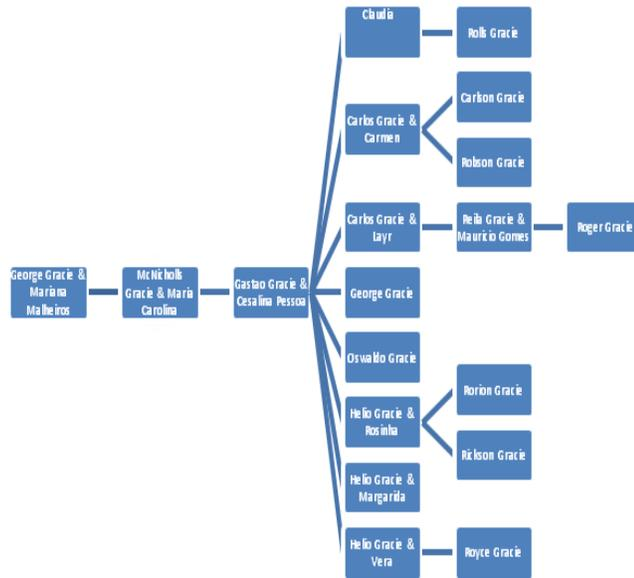 Claudia
Rolls Gracie
Carlson Gracie
Carlos Gracie &
Carmen
Robson Gracie
Carlos Gracie &
Layr
Reila Gracie &
Mauricio Gomes
Roger Gracie
George Gracie &
Mariana
Malheiros
McNicholls
Gracie & Maria
Carolina
Gastao Gracie &
Cesalina Pessoa
George Gracie
Oswaldo Gracie
Rorion Gracie
Helio Gracie &
Rosinha
Rickson Gracie
Helio Gracie &
Margarida
Helio Gracie &
Vera
Royce Gracie